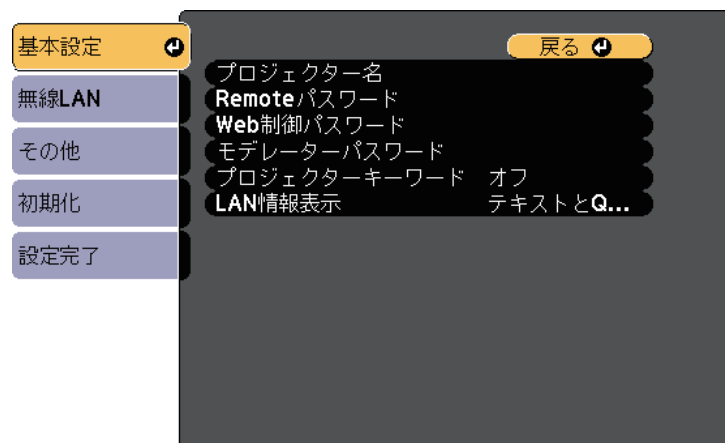 基本設定
無線LAN
その他
初期化
設定完了
戻る
プロジェクター名
Remoteパスワード
Web制御パスワード
モデレーターパスワード
プロジェクターキーワード オフ
LAN情報表示 テキストとQ...